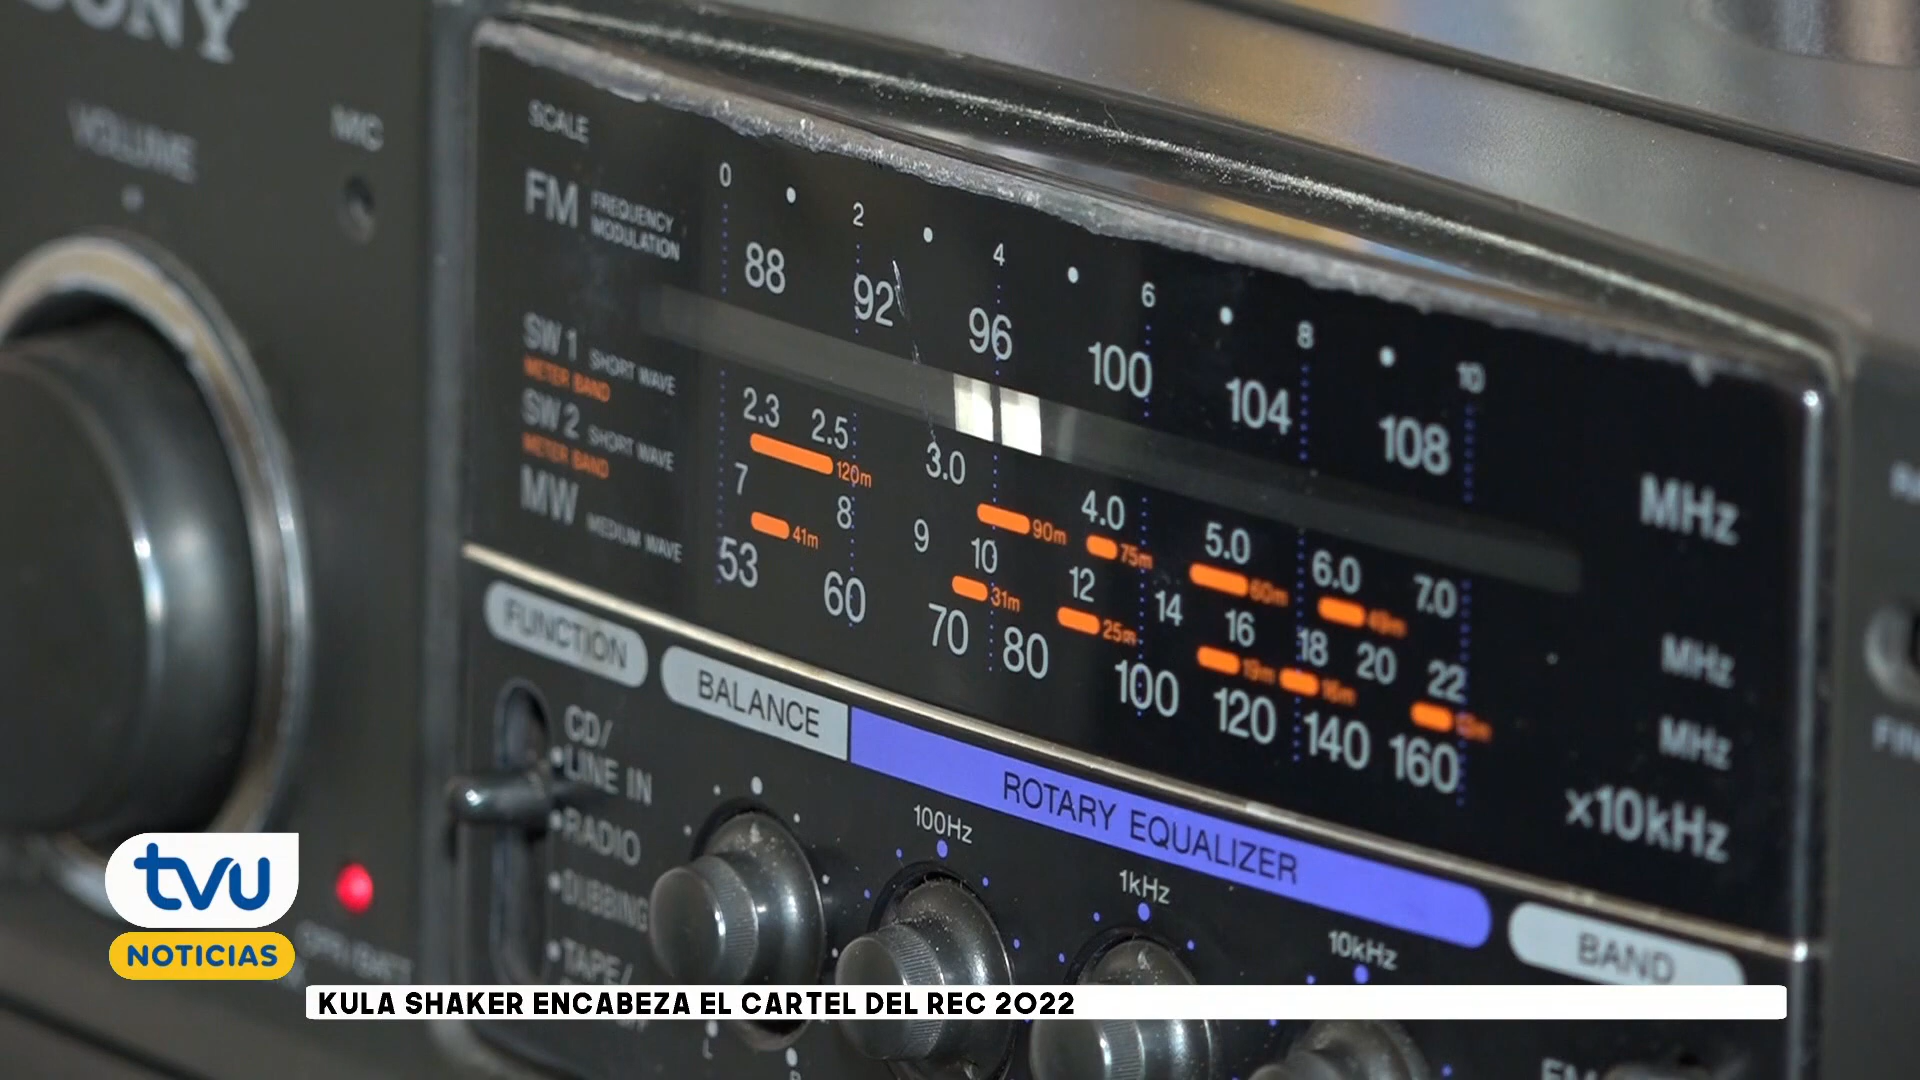 SONY
VOLUME
MIC
SCALE
FM FREQUENCY MODULATION
0 2 4 6 8 10
88 92 96 100 104 108
MHz
SW 1 SHORT WAVE
METER BAND
2.3 2.5 3.0 4.0 5.0 6.0 7.0
120m 90m 75m 60m 49m
MHz
SW 2 SHORT WAVE
METER BAND
7 8 9 10 12 14 16 18 20 22
41m 31m 25m 19m 16m
MHz
MW MEDIUM WAVE
53 60 70 80 100 120 140 160
x10kHz
FUNCTION
BALANCE
ROTARY EQUALIZER
BAND
CD/
LINE IN
RADIO
DUBBING
TAPE/
100Hz
1kHz
10kHz
L
FM
tvu
NOTICIAS
KULA SHAKER ENCABEZA EL CARTEL DEL REC 2022